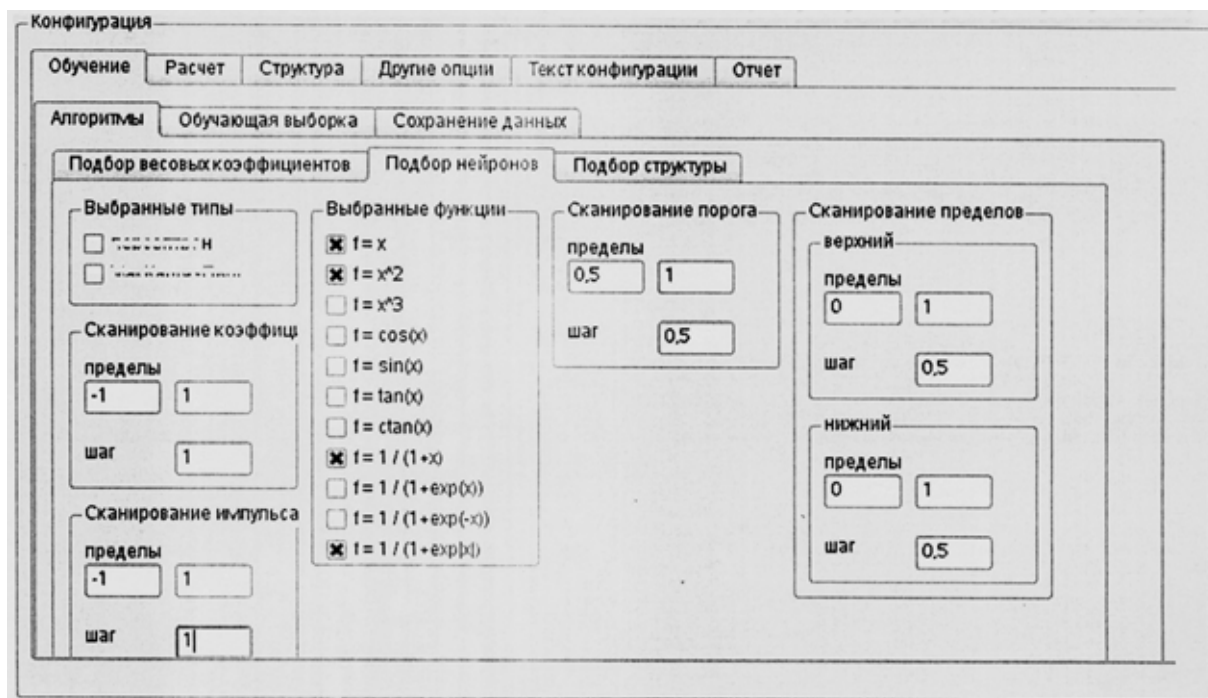 Конфигурация
Обучение Расчет Структура Другие опции Текст конфигурации Отчет
Алгоритмы Обучающая выборка Сохранение данных
Подбор весовых коэффициентов Подбор нейронов Подбор структуры
Выбранные типы
Сканирование коэффици
пределы
-1 1
шаг 1
Сканирование импульса
пределы
-1 1
шаг 1
Выбранные функции
f = x
f = x^2
f = x^3
f = cos(x)
f = sin(x)
f = tan(x)
f = ctan(x)
f = 1 / (1+x)
f = 1 / (1+exp(x))
f = 1 / (1+exp(-x))
f = 1 / (1+exp|x|)
Сканирование порога
пределы
0,5 1
шаг 0,5
Сканирование пределов
верхний
пределы
0 1
шаг 0,5
нижний
пределы
0 1
шаг 0,5